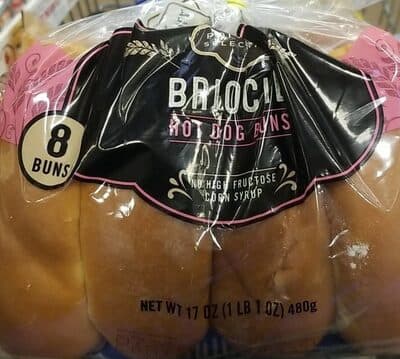 SELECT
BRIOCH
HOT DOG BUNS
8
BUNS
NO HIGH FRUCTOSE
CORN SYRUP
NET WT 17 OZ (1 LB 1 OZ) 480g